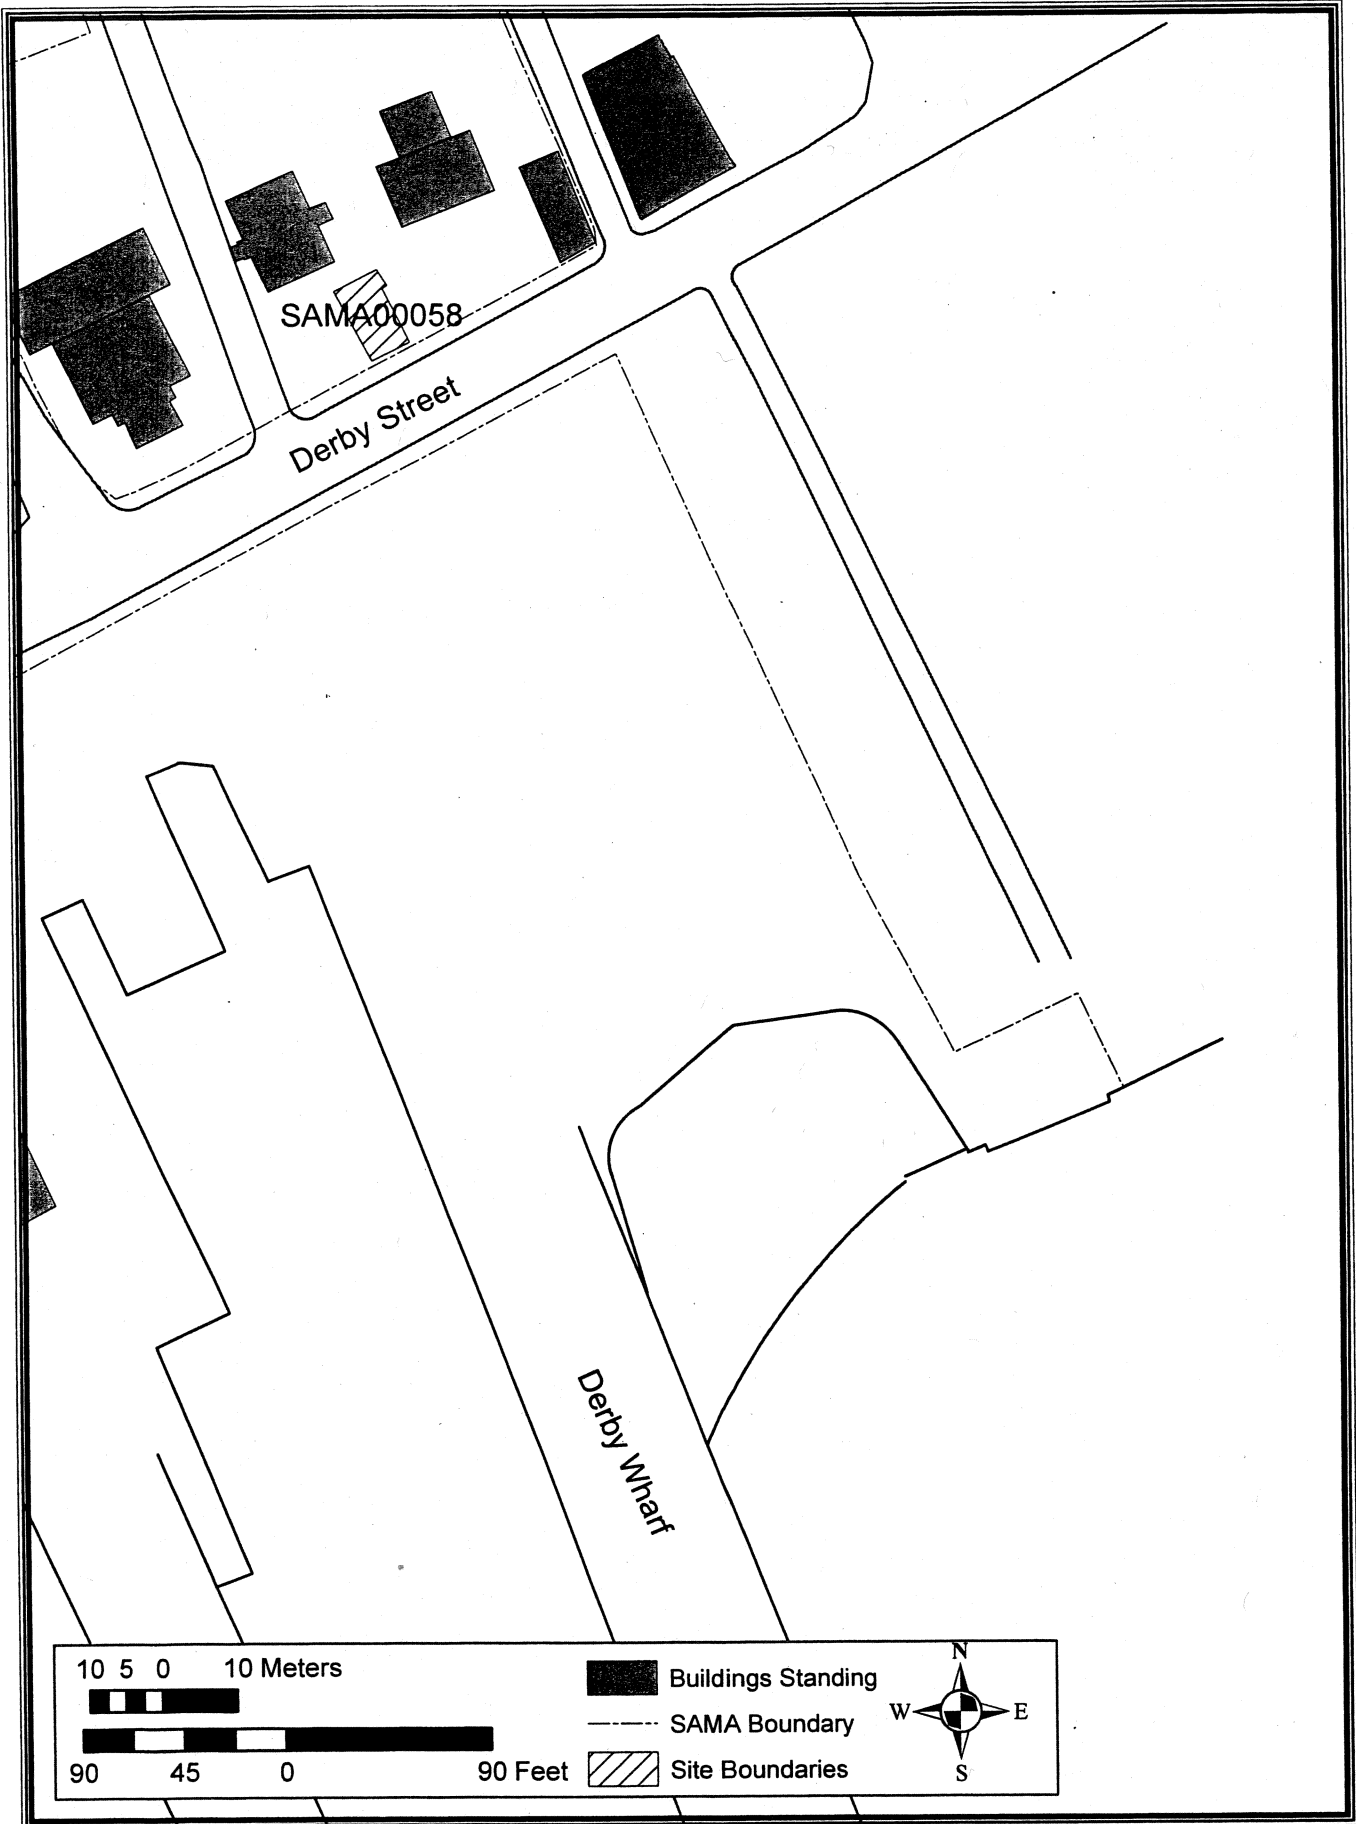 SAMA00058
Derby Street
Derby Wharf
10 5 0 10 Meters
90 45 0 90 Feet
Buildings Standing
SAMA Boundary
Site Boundaries
N
W E
S